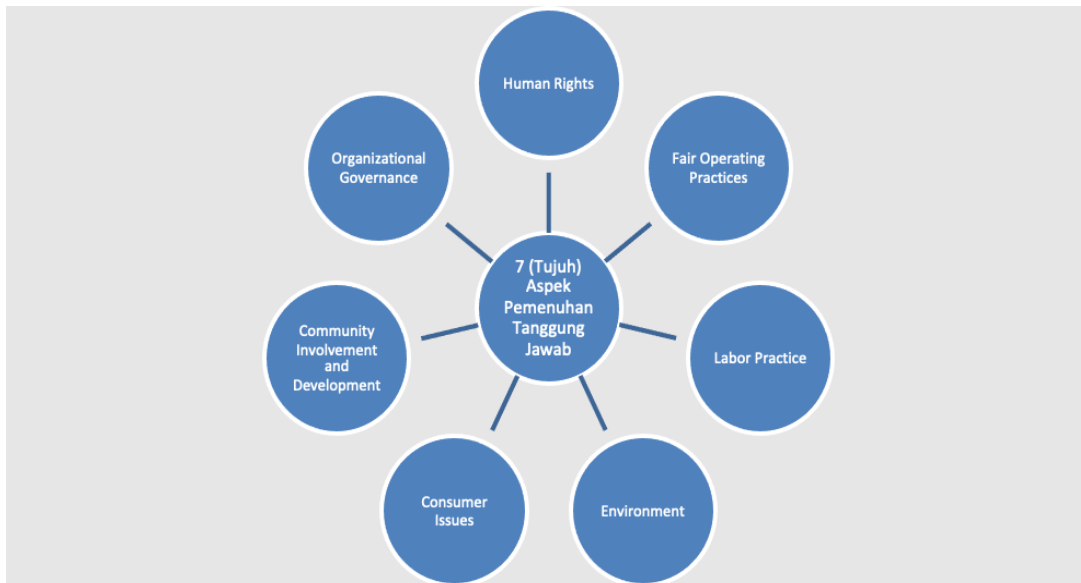 Human Rights
Organizational
Governance
Fair Operating
Practices
7 (Tujuh)
Aspek
Pemenuhan
Tanggung
Jawab
Community
Involvement
and
Development
Labor Practice
Consumer
Issues
Environment